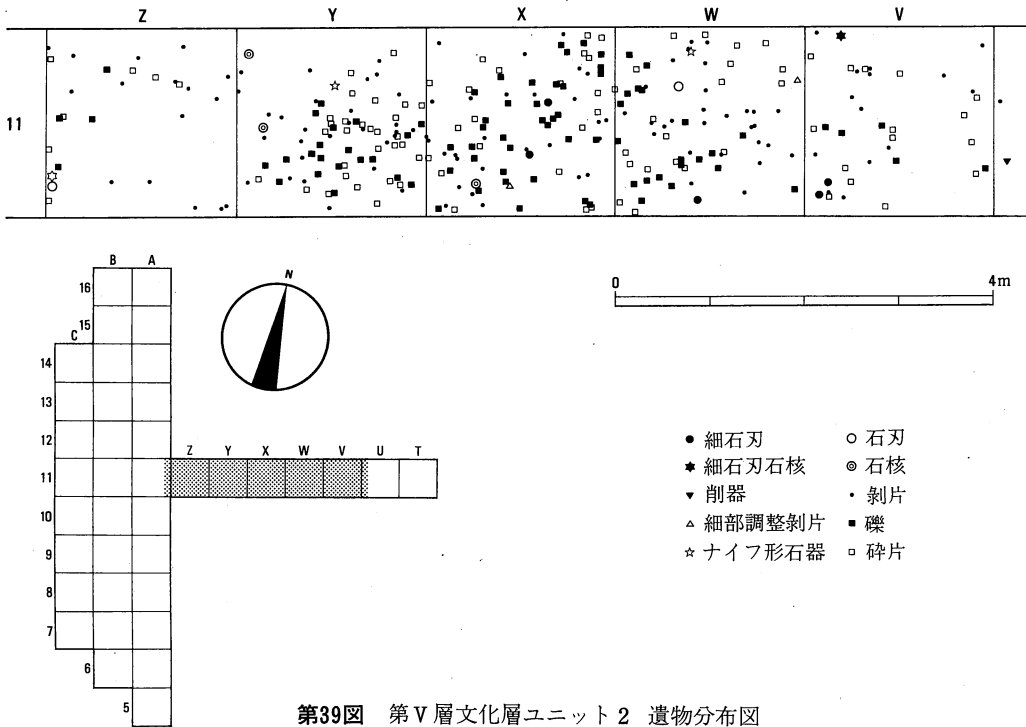 Z Y X W V
11
0 4m
B A
N
16
15
C
14
13
12
Z Y X W V U T
11
10
9
8
7
6
5
● 細石刃 ○ 石刃
細石刃石核 ◎ 石核
▼ 削器 • 剥片
△ 細部調整剥片 ■ 礫
☆ ナイフ形石器 □ 砕片
第39図 第Ⅴ層文化層ユニット2 遺物分布図